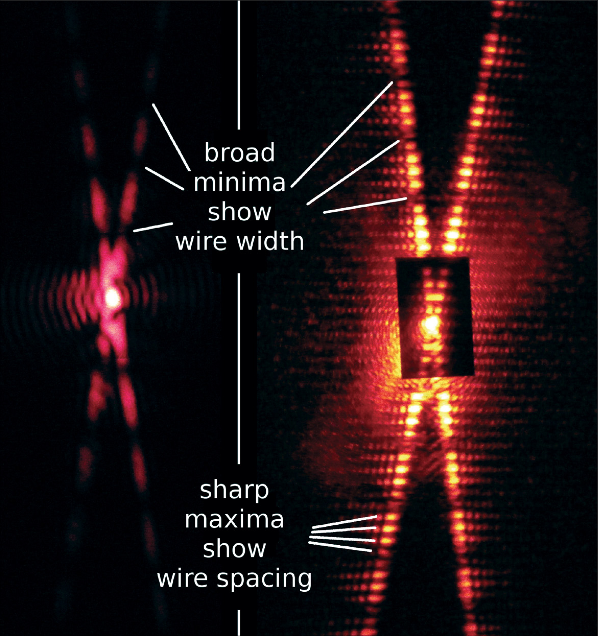 broad
minima
show
wire width
sharp
maxima
show
wire spacing